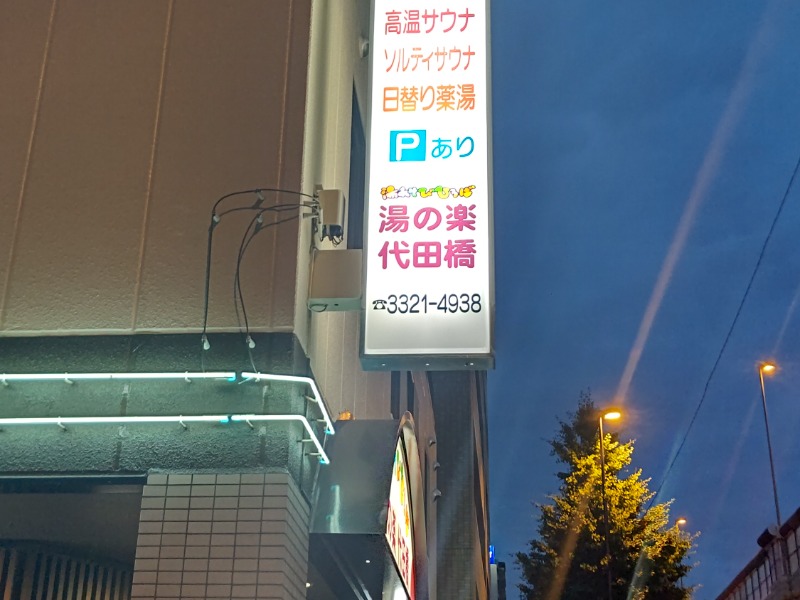 高温サウナ
ソルティサウナ
日替り薬湯
Pあり
湯の楽
代田橋
☎3321-4938